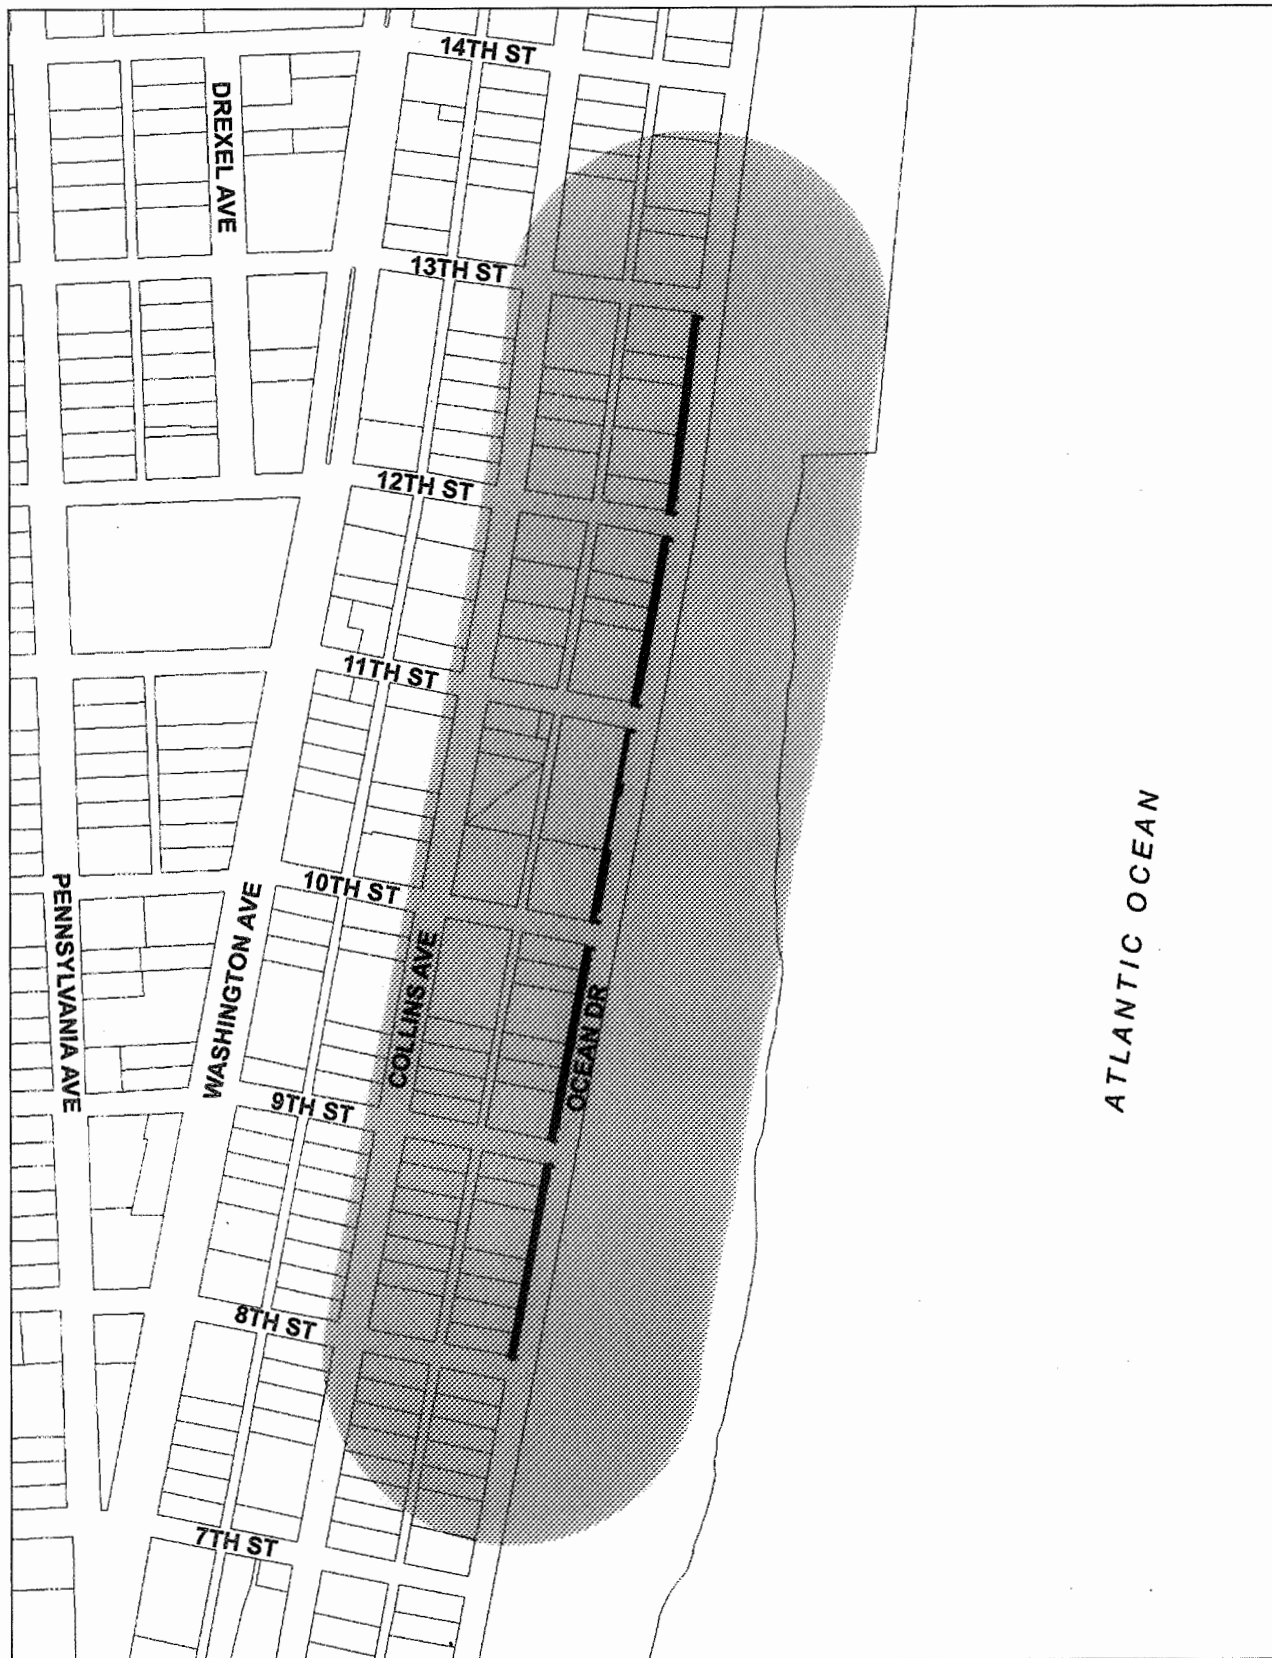 14TH ST
DREXEL AVE
13TH ST
12TH ST
11TH ST
10TH ST
PENNSYLVANIA AVE
WASHINGTON AVE
COLLINS AVE
OCEAN DR
ATLANTIC OCEAN
9TH ST
8TH ST
7TH ST